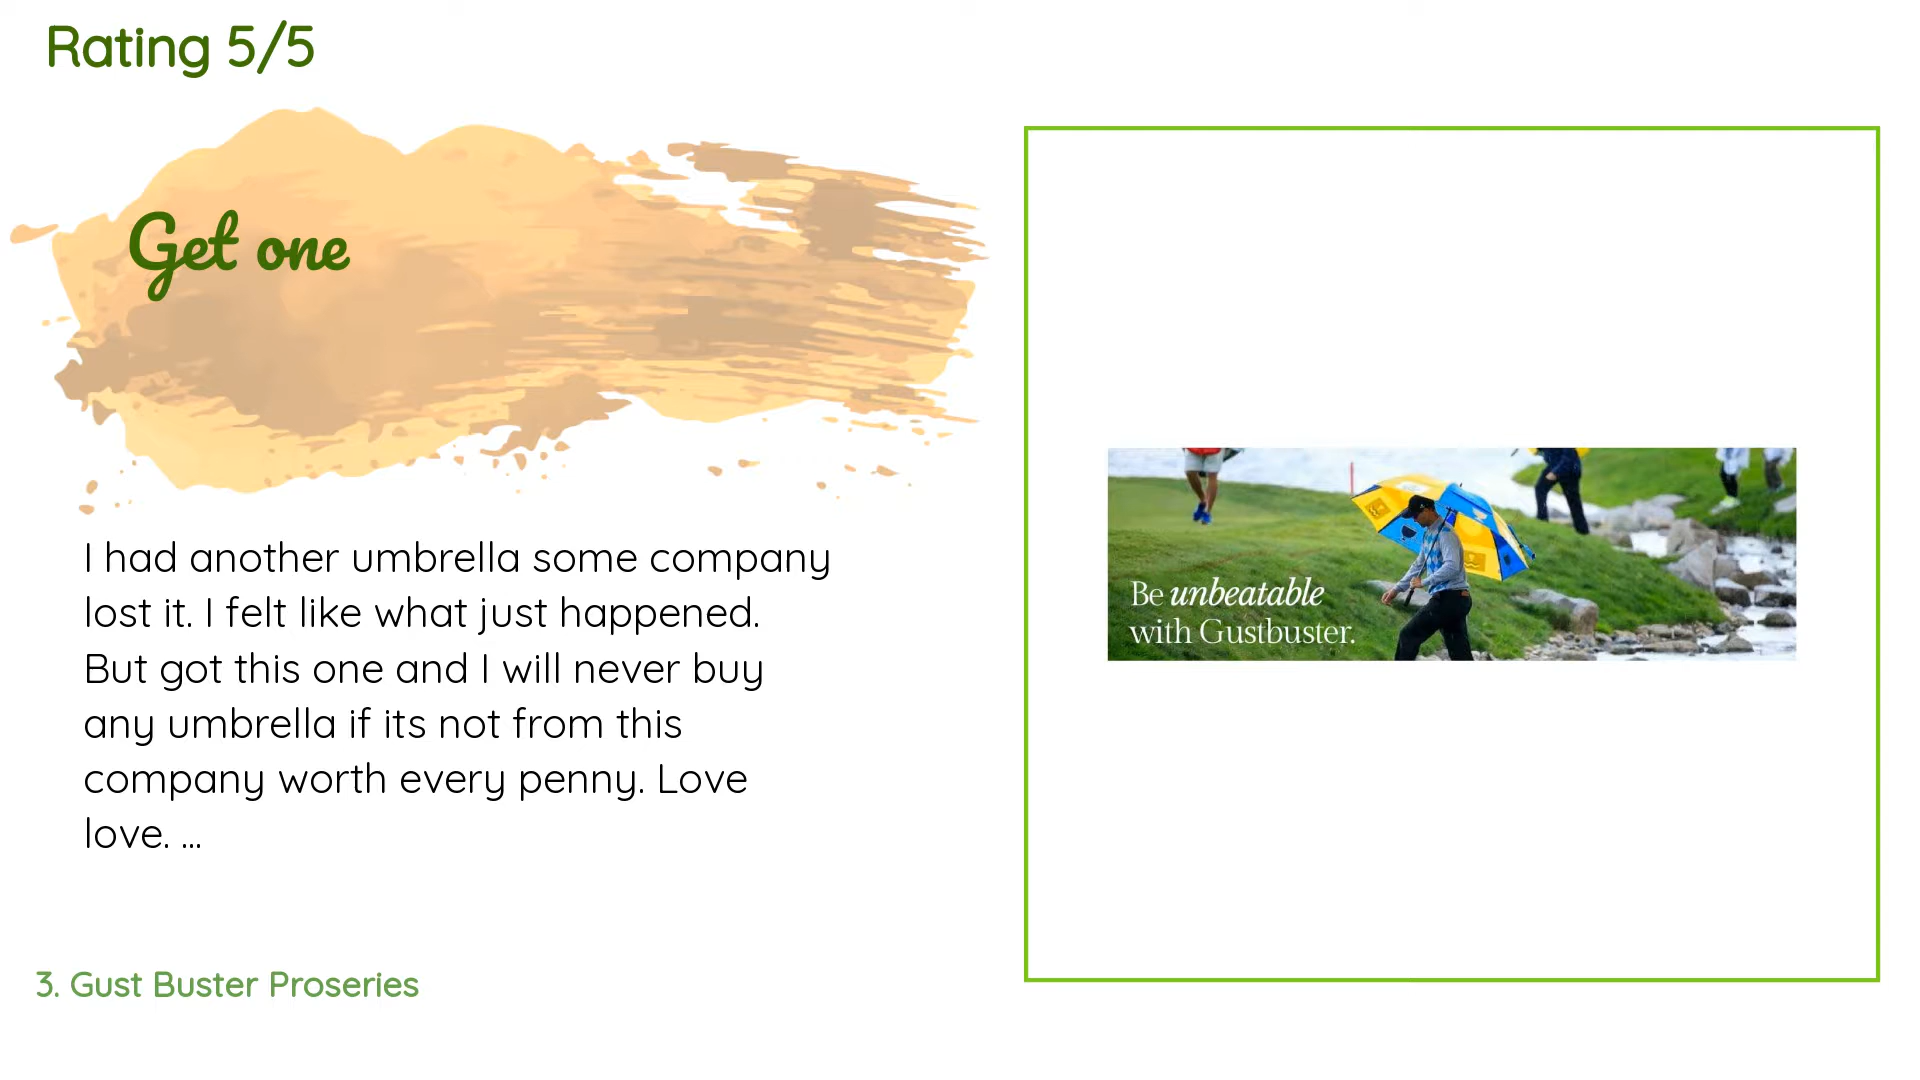 Rating 5/5
Get one
I had another umbrella some company
lost it. I felt like what just happened.
But got this one and I will never buy
any umbrella if its not from this
company worth every penny. Love
love. ...
Be unbeatable
with Gustbuster.
3. Gust Buster Proseries